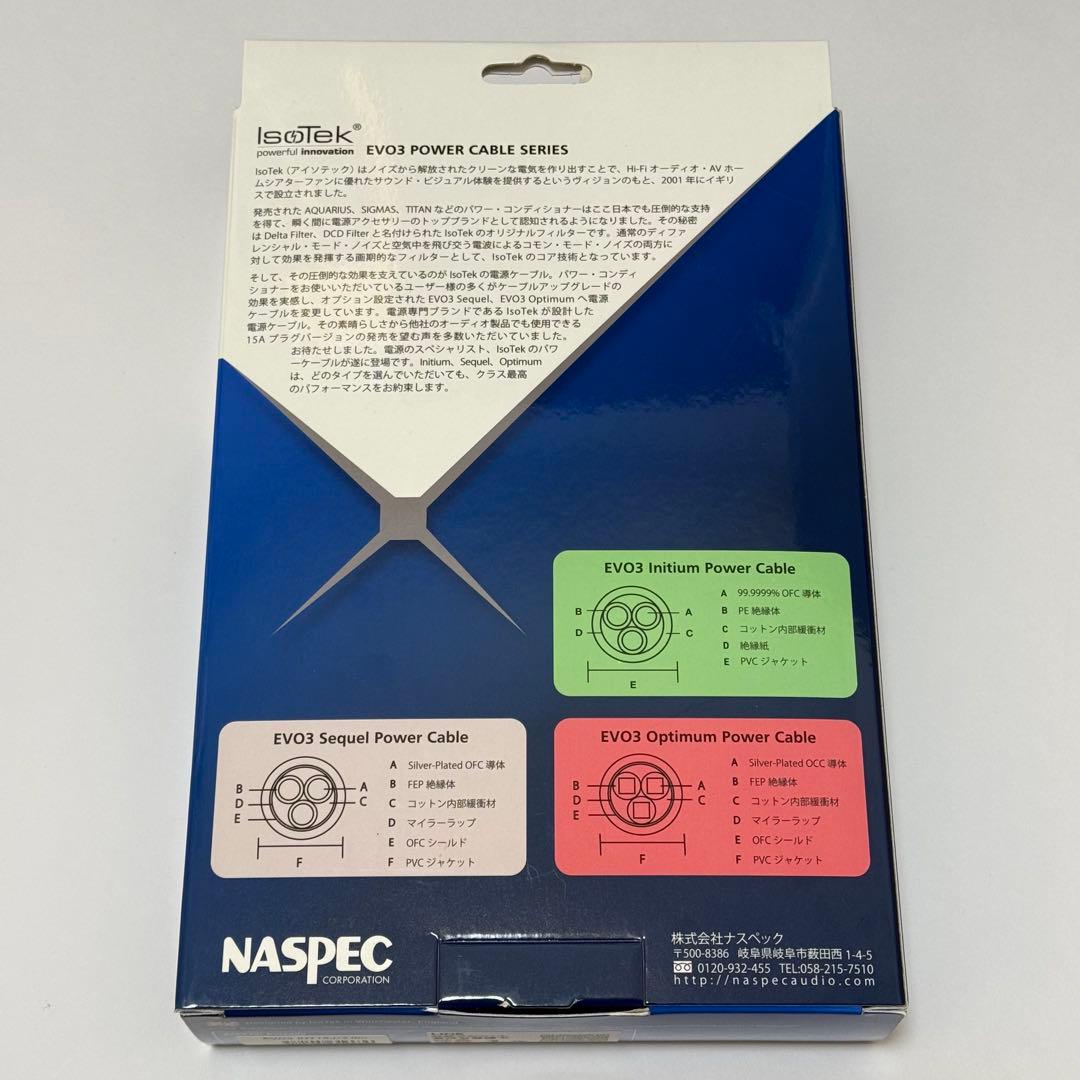 IsoTek®
powerful innovation
EVO3 POWER CABLE SERIES
IsoTek（アイソテック）はノイズから解放されたクリーンな電気を作り出すことで、Hi-Fi オーディオ・AV ホー
ムシアターファンに優れたサウンド・ビジュアル体験を提供するというヴィジョンのもと、2001 年にイギリ
スで設立されました。
発売された AQUARIUS、SIGMAS、TITAN などのパワー・コンディショナーはここ日本でも圧倒的な支持
を得て、瞬く間に電源アクセサリーのトップブランドとして認知されるようになりました。その秘密
は Delta Filter、DCD Filter と名付けられた IsoTek のオリジナルフィルターです。通常のディファ
レンシャル・モード・ノイズと空気中を飛び交う電波によるコモン・モード・ノイズの両方に
対して効果を発揮する画期的なフィルターとして、IsoTek のコア技術となっています。
そして、その圧倒的な効果を支えているのが IsoTek の電源ケーブル。パワー・コンディ
ショナーをお使いいただいているユーザー様の多くがケーブルアップグレードの
効果を実感し、オプション設定された EVO3 Sequel、EVO3 Optimum へ電源
ケーブルを変更しています。電源専門ブランドである IsoTek が設計した
電源ケーブル。その素晴らしさから他社のオーディオ製品でも使用できる
15A プラグバージョンの発売を望む声を多数いただいていました。
お待たせしました。電源のスペシャリスト、IsoTek のパワ
ーケーブルが遂に登場です。Initium、Sequel、Optimum
は、どのタイプを選んでいただいても、クラス最高
のパフォーマンスをお約束します。
EVO3 Initium Power Cable
B
A
D
C
E
A 99.9999% OFC 導体
B PE 絶縁体
C コットン内部緩衝材
D 絶縁紙
E PVC ジャケット
EVO3 Sequel Power Cable
B
A
D
C
E
F
A Silver-Plated OFC 導体
B FEP 絶縁体
C コットン内部緩衝材
D マイラーラップ
E OFC シールド
F PVC ジャケット
EVO3 Optimum Power Cable
B
A
D
C
E
F
A Silver-Plated OCC 導体
B FEP 絶縁体
C コットン内部緩衝材
D マイラーラップ
E OFC シールド
F PVC ジャケット
NASPEC
CORPORATION
株式会社ナスペック
〒500-8386 岐阜県岐阜市薮田西 1-4-5
0120-932-455 TEL:058-215-7510
http://naspecaudio.com